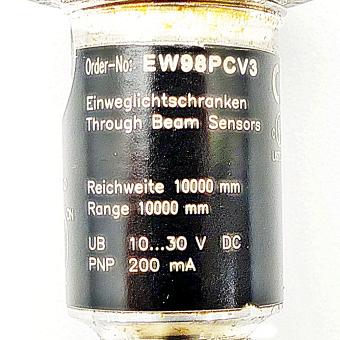 Order-No: EW98PCV3
Einweglichtschranken
Through Beam Sensors
Reichweite 10000 mm
Range 10000 mm
ON
UB 10...30 V DC
PNP 200 mA